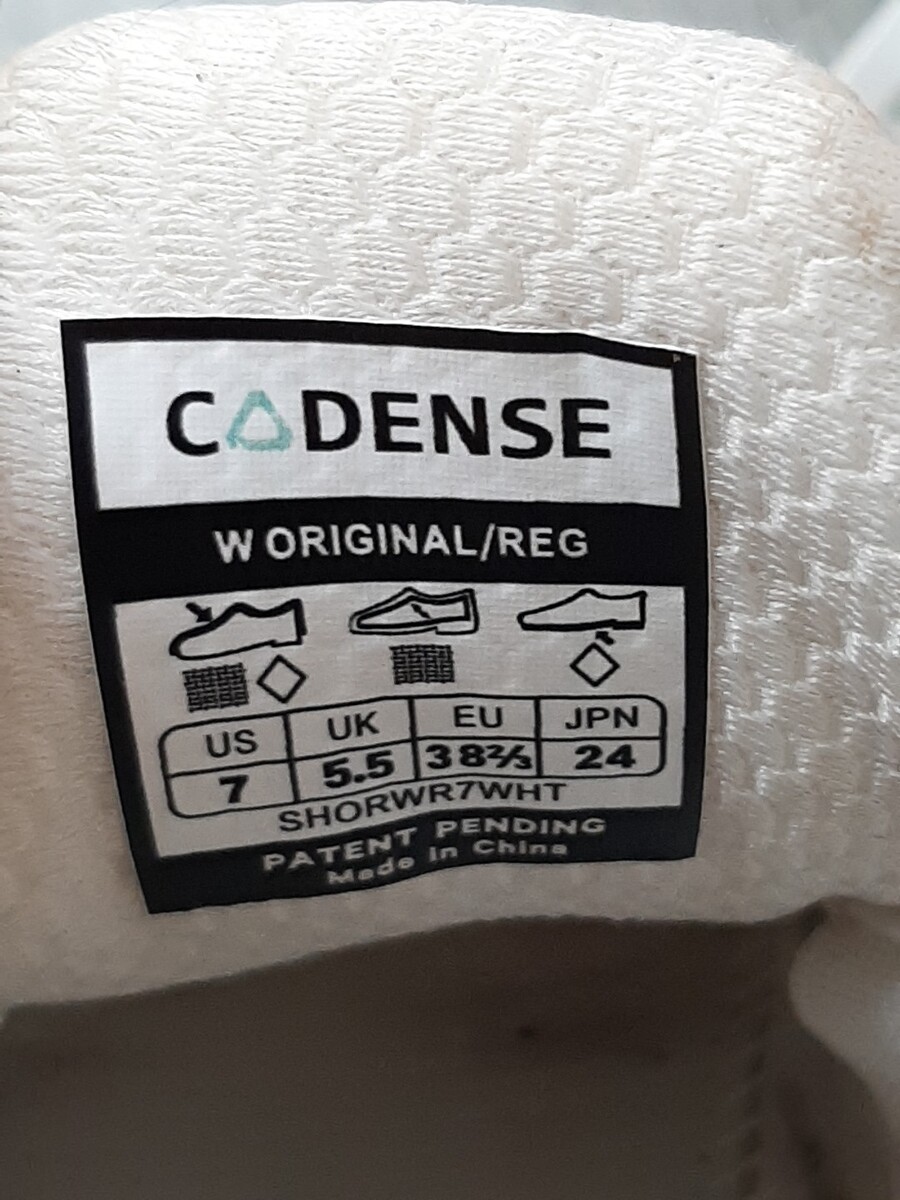 CADENSE
W ORIGINAL/REG
US UK EU JPN
7 5.5 38⅔ 24
SHORWR7WHT
PATENT PENDING
Made in China